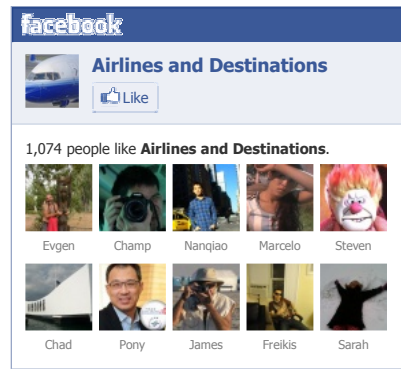 facebook
Airlines and Destinations
Like
1,074 people like Airlines and Destinations.
Evgen Champ Nanqiao Marcelo Steven
Chad Pony James Freikis Sarah